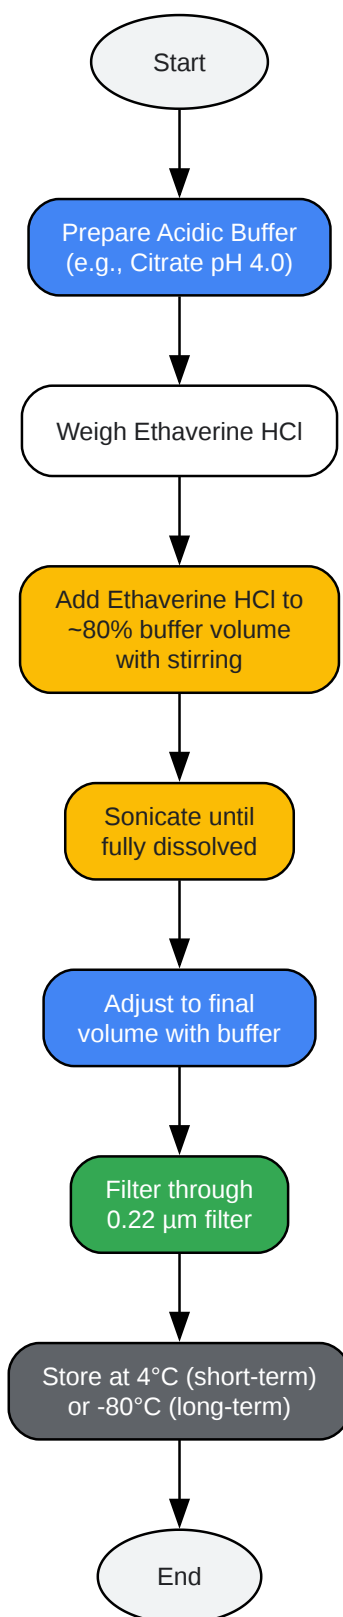 Start
Prepare Acidic Buffer
(e.g., Citrate pH 4.0)
Weigh Ethaverine HCl
Add Ethaverine HCl to
~80% buffer volume
with stirring
Sonicate until
fully dissolved
Adjust to final
volume with buffer
Filter through
0.22 µm filter
Store at 4°C (short-term)
or -80°C (long-term)
End